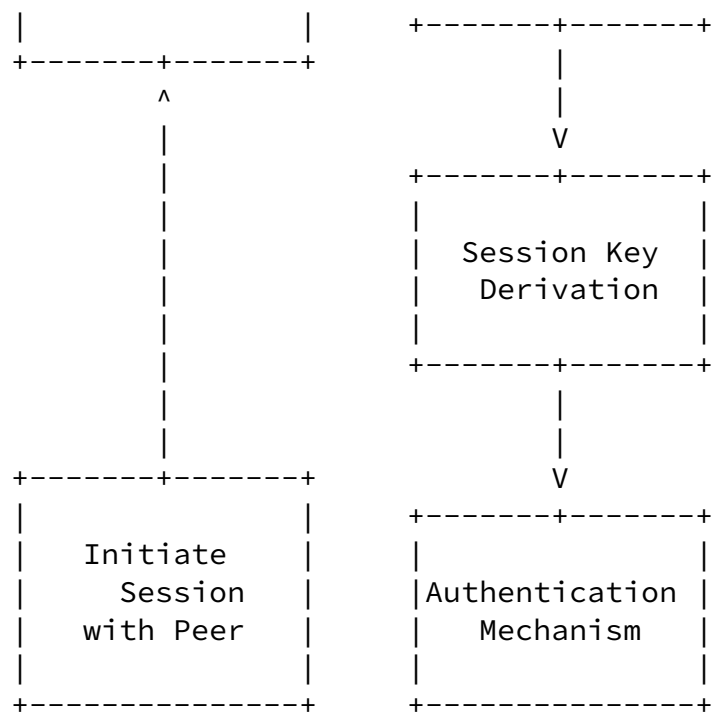 |               |     +-------+-------+
+-------+-------+             |
        ^                     |
        |                     V
        |             +-------+-------+
        |             |               |
        |             |  Session Key  |
        |             |   Derivation  |
        |             |               |
        |             +-------+-------+
        |                     |
        |                     |
+-------+-------+             V
|               |     +-------+-------+
|   Initiate    |     |               |
|     Session   |     |Authentication |
|   with Peer   |     |   Mechanism   |
|               |     |               |
+---------------+     +---------------+